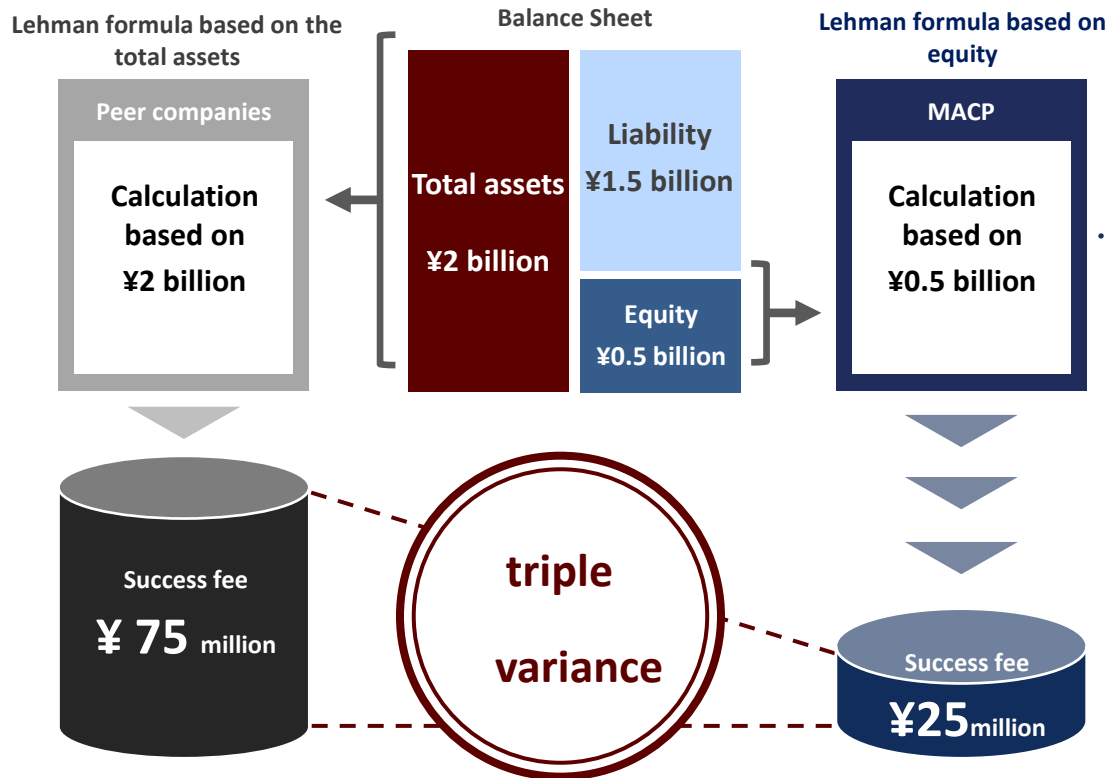 Lehman formula based on the
total assets
Peer companies
Calculation
based on
¥2 billion
Balance Sheet
Total assets
¥2 billion
Liability
¥1.5 billion
Equity
¥0.5 billion
Lehman formula based on
equity
MACP
Calculation
based on
¥0.5 billion
.
Success fee
¥ 75 million
triple
variance
Success fee
¥25million